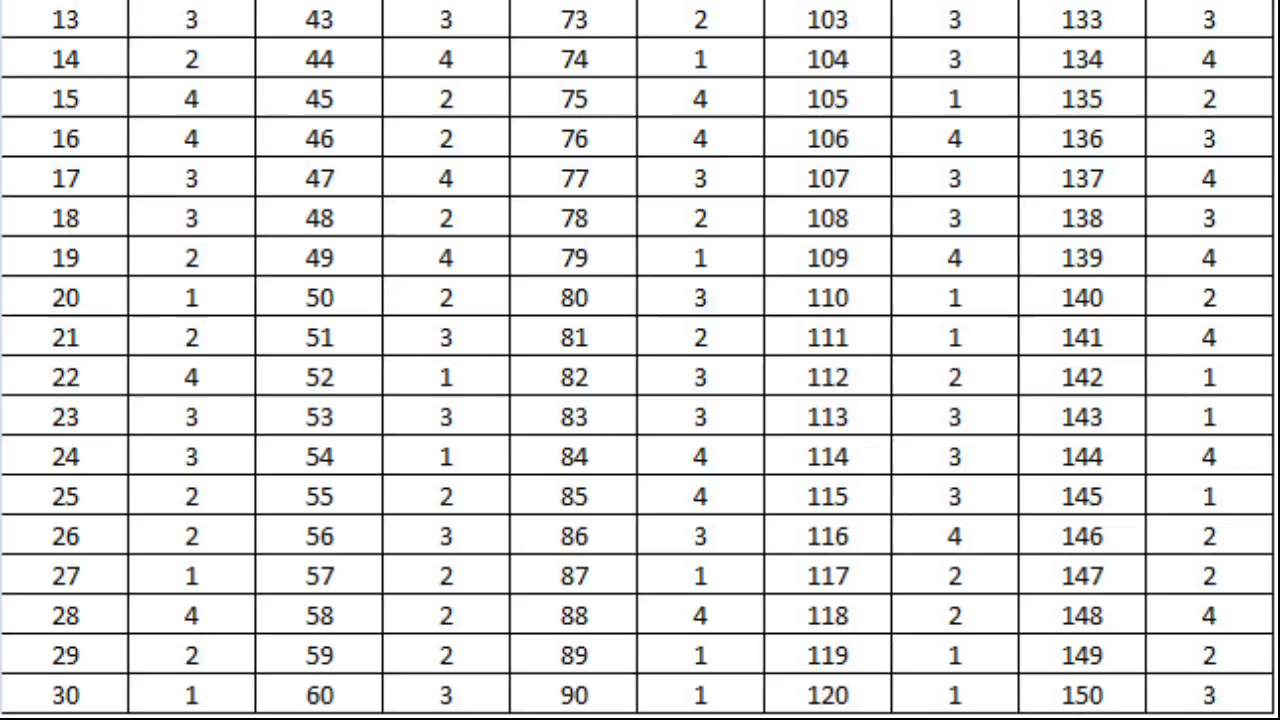 13 3 43 3 73 2 103 3 133 3
14 2 44 4 74 1 104 3 134 4
15 4 45 2 75 4 105 1 135 2
16 4 46 2 76 4 106 4 136 3
17 3 47 4 77 3 107 3 137 4
18 3 48 2 78 2 108 3 138 3
19 2 49 4 79 1 109 4 139 4
20 1 50 2 80 3 110 1 140 2
21 2 51 3 81 2 111 1 141 4
22 4 52 1 82 3 112 2 142 1
23 3 53 3 83 3 113 3 143 1
24 3 54 1 84 4 114 3 144 4
25 2 55 2 85 4 115 3 145 1
26 2 56 3 86 3 116 4 146 2
27 1 57 2 87 1 117 2 147 2
28 4 58 2 88 4 118 2 148 4
29 2 59 2 89 1 119 1 149 2
30 1 60 3 90 1 120 1 150 3